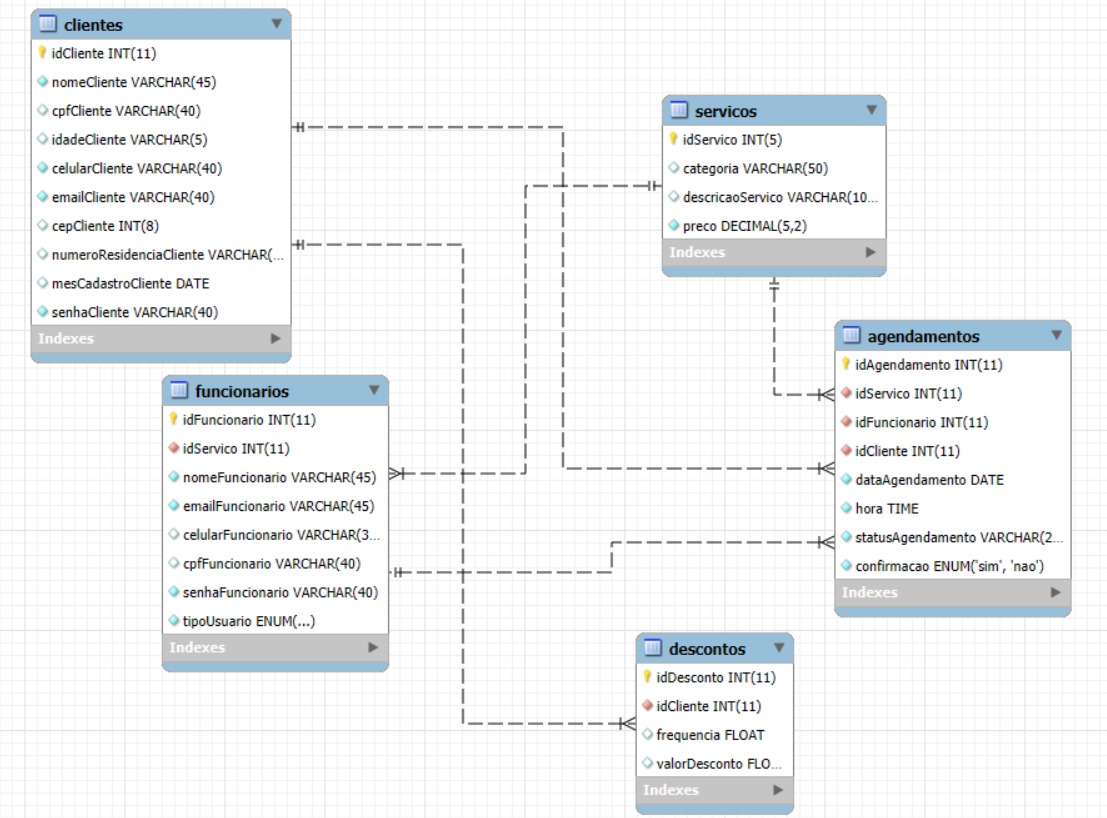 clientes
idCliente INT(11)
nomeCliente VARCHAR(45)
cpfCliente VARCHAR(40)
idadeCliente VARCHAR(5)
celularCliente VARCHAR(40)
emailCliente VARCHAR(40)
cepCliente INT(8)
numeroResidenciaCliente VARCHAR(...
mesCadastroCliente DATE
senhaCliente VARCHAR(40)
Indexes
servicos
idServico INT(5)
categoria VARCHAR(50)
descricaoServico VARCHAR(10...
preco DECIMAL(5,2)
Indexes
funcionarios
idFuncionario INT(11)
idServico INT(11)
nomeFuncionario VARCHAR(45)
emailFuncionario VARCHAR(45)
celularFuncionario VARCHAR(3...
cpfFuncionario VARCHAR(40)
senhaFuncionario VARCHAR(40)
tipoUsuario ENUM(...)
Indexes
agendamentos
idAgendamento INT(11)
idServico INT(11)
idFuncionario INT(11)
idCliente INT(11)
dataAgendamento DATE
hora TIME
statusAgendamento VARCHAR(2...
confirmacao ENUM('sim', 'nao')
Indexes
descontos
idDesconto INT(11)
idCliente INT(11)
frequencia FLOAT
valorDesconto FLO...
Indexes